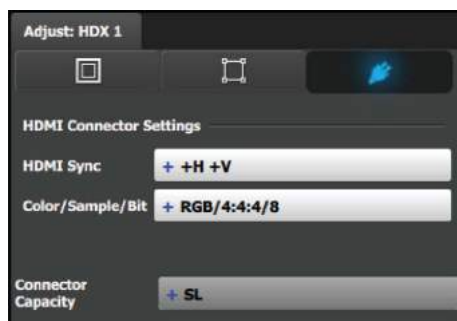 Adjust: HDX 1
HDMI Connector Settings
HDMI Sync + +H +V
Color/Sample/Bit + RGB/4:4:4/8
Connector
Capacity + SL